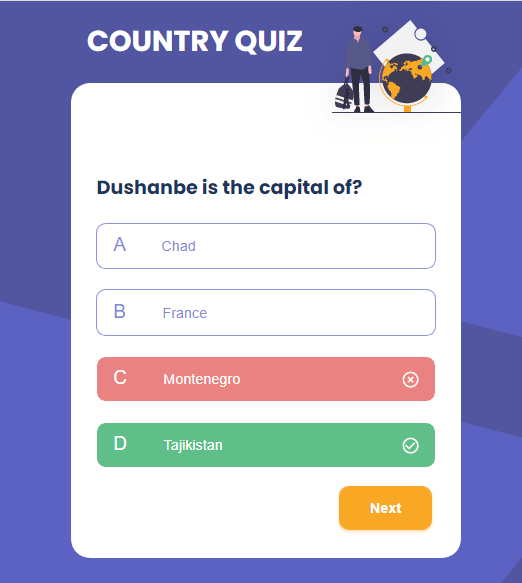 COUNTRY QUIZ
Dushanbe is the capital of?
A Chad
B France
C Montenegro
D Tajikistan
Next